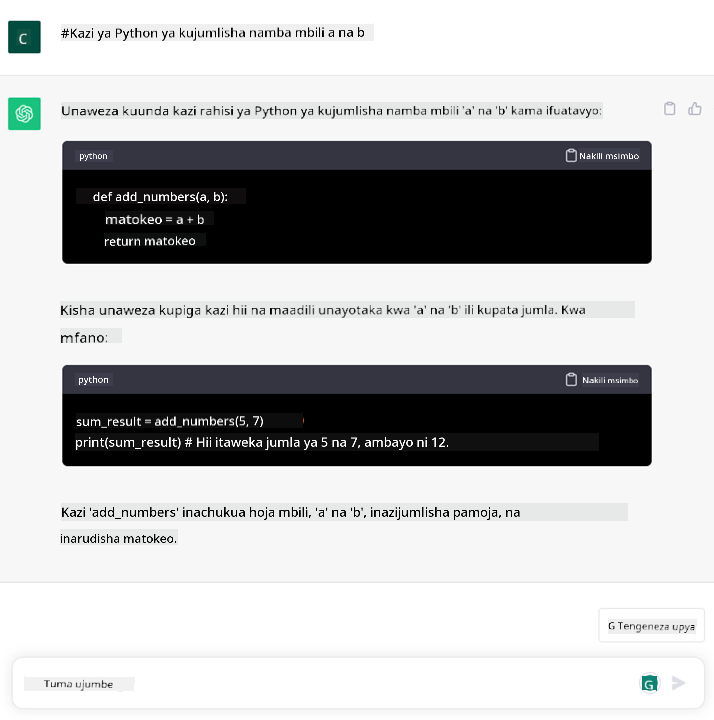 C
#Kazi ya Python ya kujumlisha namba mbili a na b
Unaweza kuunda kazi rahisi ya Python ya kujumlisha namba mbili 'a' na 'b' kama ifuatavyo:
python
Nakili msimbo
def add_numbers(a, b):
matokeo = a + b
return matokeo
Kisha unaweza kupiga kazi hii na maadili unayotaka kwa 'a' na 'b' ili kupata jumla. Kwa
mfano:
python
Nakili msimbo
sum_result = add_numbers(5, 7)
print(sum_result) # Hii itaweka jumla ya 5 na 7, ambayo ni 12.
Kazi 'add_numbers' inachukua hoja mbili, 'a' na 'b', inazijumlisha pamoja, na
inarudisha matokeo.
G Tengeneza upya
Tuma ujumbe
G